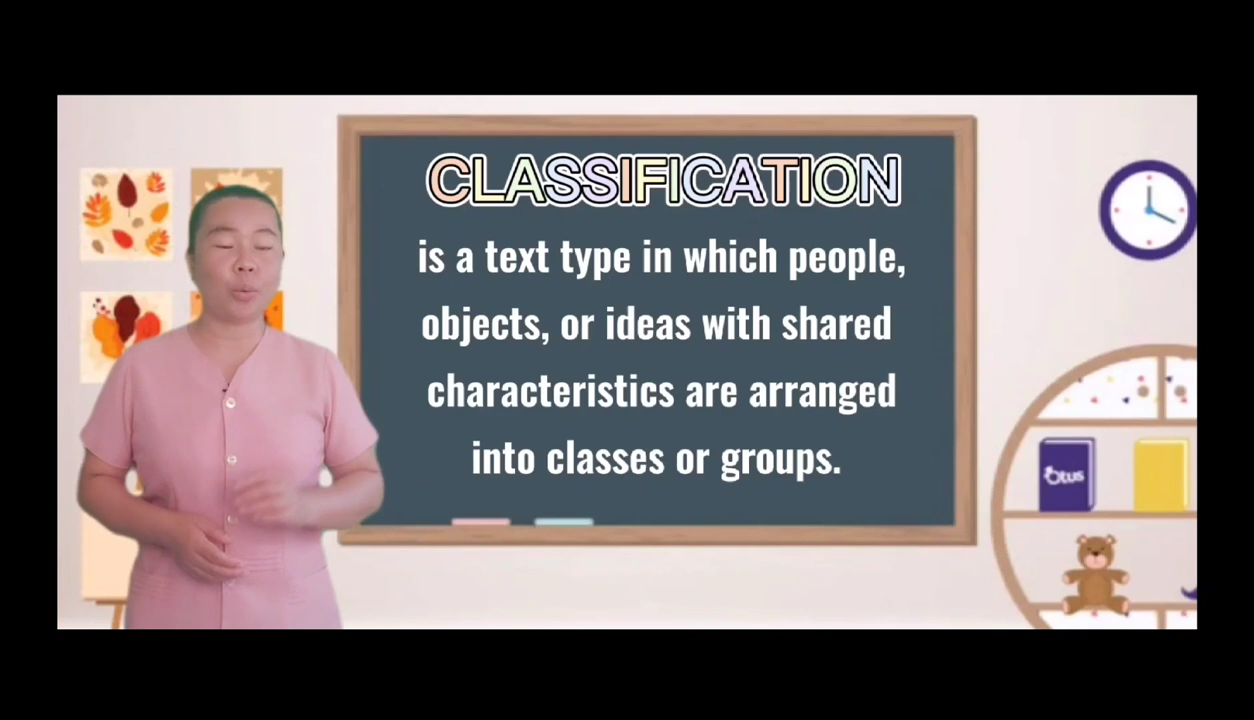 CLASSIFICATION
is a text type in which people,
objects, or ideas with shared
characteristics are arranged
into classes or groups.
Otus